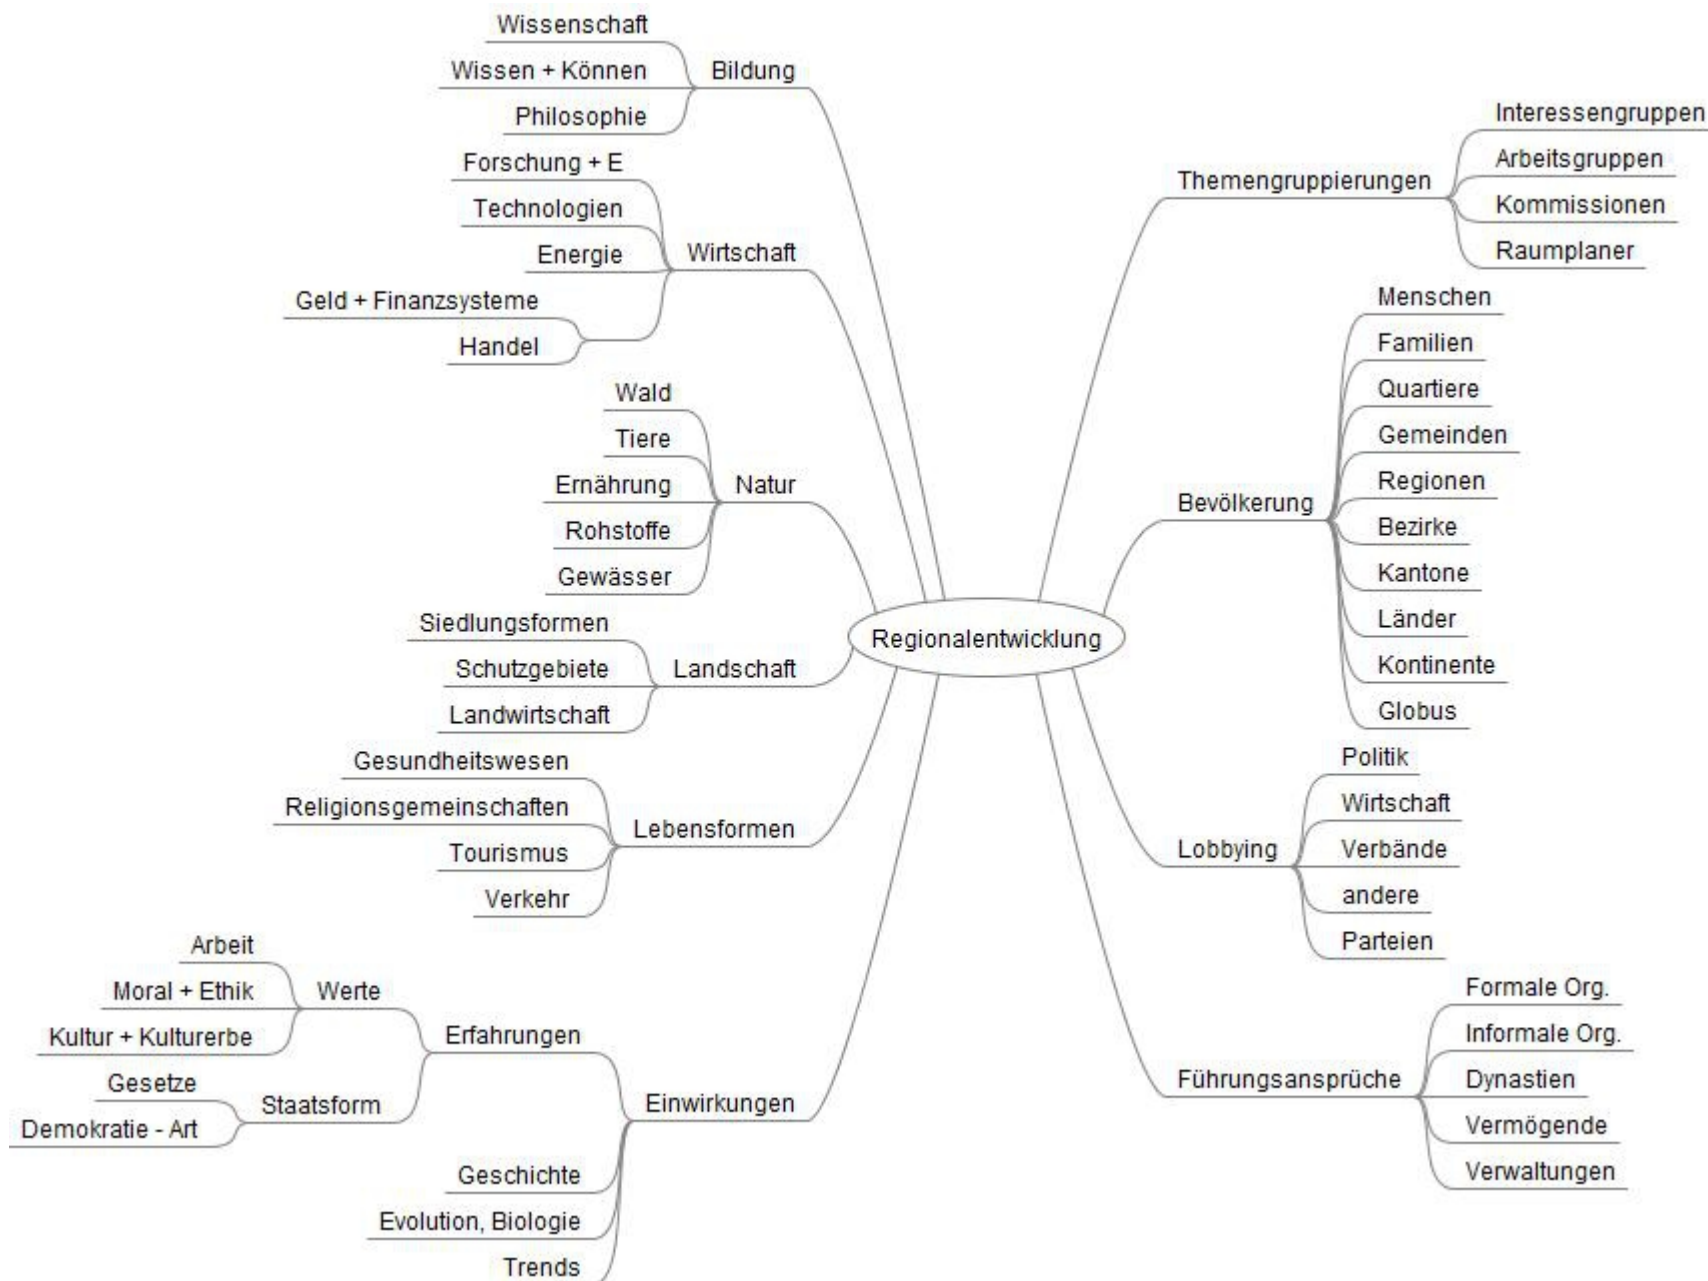 Wissenschaft
Wissen + Können
Philosophie
Bildung
Forschung + E
Technologien
Energie
Geld + Finanzsysteme
Handel
Wirtschaft
Wald
Tiere
Ernährung
Rohstoffe
Gewässer
Natur
Siedlungsformen
Schutzgebiete
Landwirtschaft
Landschaft
Gesundheitswesen
Religionsgemeinschaften
Tourismus
Verkehr
Lebensformen
Arbeit
Moral + Ethik
Kultur + Kulturerbe
Werte
Gesetze
Demokratie - Art
Staatsform
Erfahrungen
Geschichte
Evolution, Biologie
Trends
Einwirkungen
Regionalentwicklung
Themengruppierungen
Interessengruppen
Arbeitsgruppen
Kommissionen
Raumplaner
Bevölkerung
Menschen
Familien
Quartiere
Gemeinden
Regionen
Bezirke
Kantone
Länder
Kontinente
Globus
Lobbying
Politik
Wirtschaft
Verbände
andere
Parteien
Führungsansprüche
Formale Org.
Informale Org.
Dynastien
Vermögende
Verwaltungen